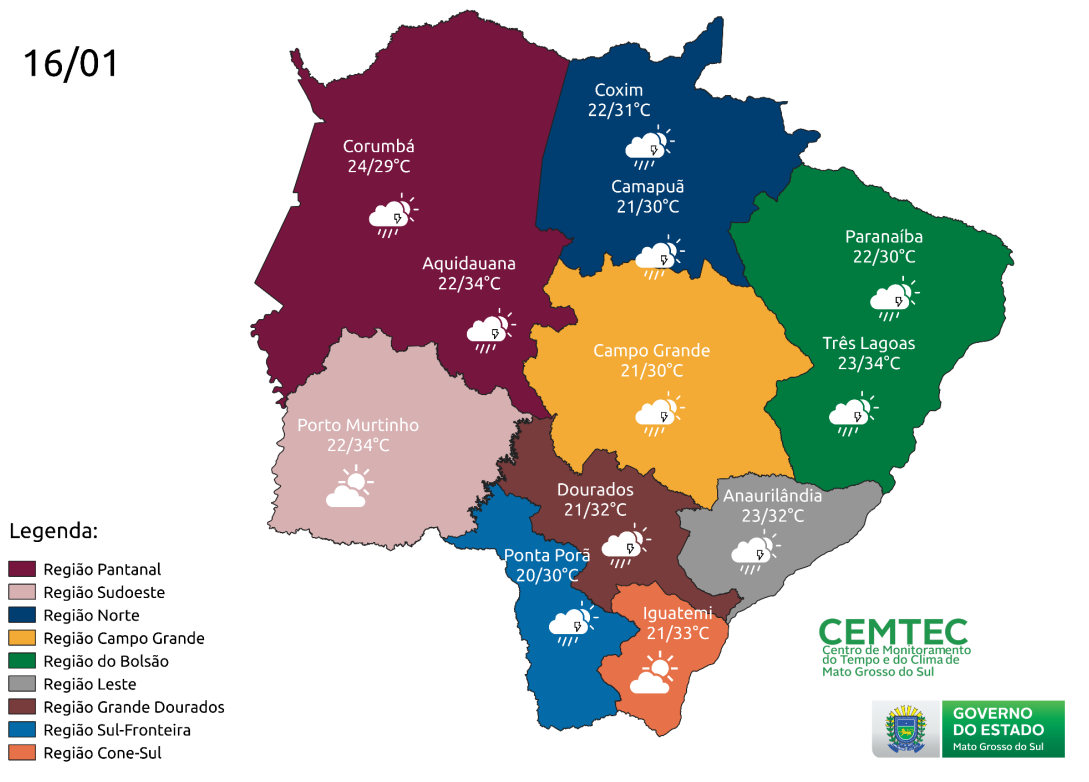 16/01
Coxim
22/31°C
Corumbá
24/29°C
Camapuã
21/30°C
Paranaíba
22/30°C
Aquidauana
22/34°C
Campo Grande
21/30°C
Três Lagoas
23/34°C
Porto Murtinho
22/34°C
Dourados
21/32°C
Anaurilândia
23/32°C
Ponta Porã
20/30°C
Iguatemi
21/33°C
Legenda:
Região Pantanal
Região Sudoeste
Região Norte
Região Campo Grande
Região do Bolsão
Região Leste
Região Grande Dourados
Região Sul-Fronteira
Região Cone-Sul
CEMTEC
Centro de Monitoramento
do Tempo e do Clima de
Mato Grosso do Sul
GOVERNO
DO ESTADO
Mato Grosso do Sul